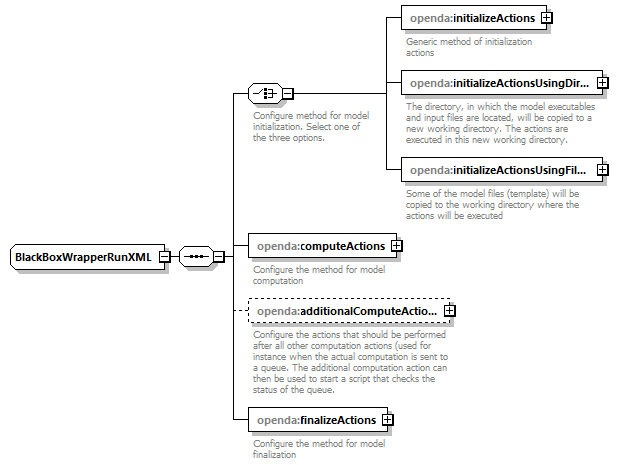 openda:initializeActions
Generic method of initialization
actions
openda:initializeActionsUsingDir...
The directory, in which the model executables
and input files are located, will be copied to a
new working directory. The actions are
executed in this new working directory.
openda:initializeActionsUsingFil...
Some of the model files (template) will be
copied to the working directory where the
actions will be executed
Configure method for model
initialization. Select one of
the three options.
BlackBoxWrapperRunXML
openda:computeActions
Configure the method for model
computation
openda:additionalComputeActio...
Configure the actions that should be performed
after all other computation actions (used for
instance when the actual computation is sent to
a queue. The additional computation action can
then be used to start a script that checks the
status of the queue.
openda:finalizeActions
Configure the method for model
finalization